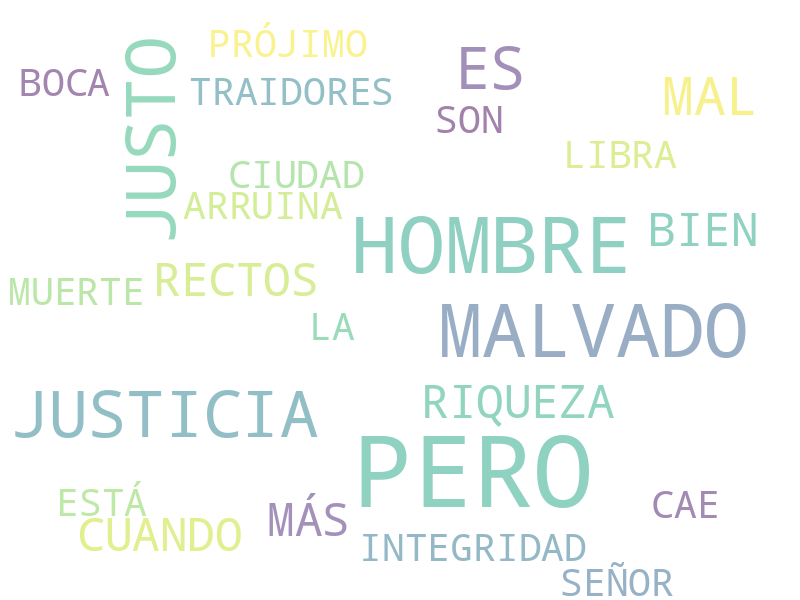 PRÓJIMO
ES
BOCA
JUSTO
TRAIDORES
MAL
SON
LIBRA
CIUDAD
ARRUINA
HOMBRE
BIEN
RECTOS
MUERTE
LA
MALVADO
JUSTICIA
RIQUEZA
PERO
ESTÁ
CUANDO
MÁS
CAE
INTEGRIDAD
SEÑOR